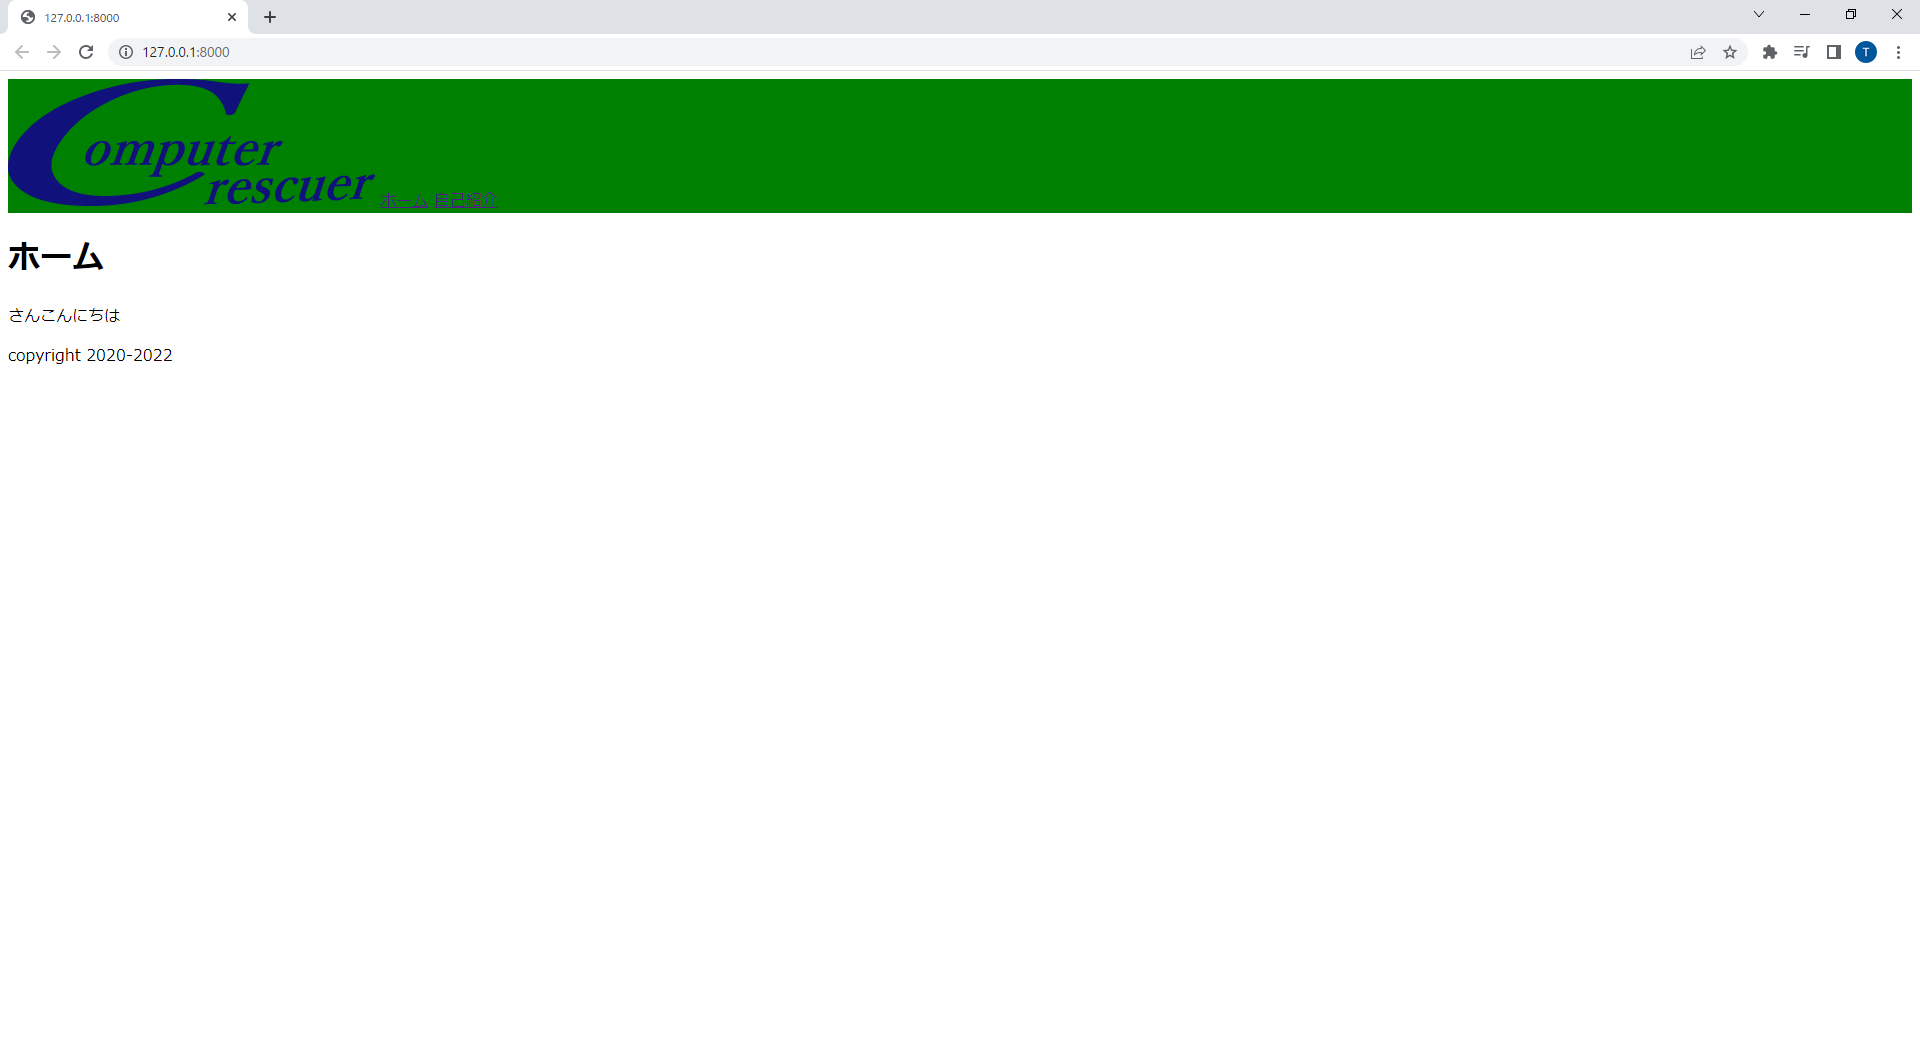 127.0.0.1:8000
127.0.0.1:8000
T
Computer
rescuer
ホーム 自己紹介
ホーム
さんこんにちは
copyright 2020-2022